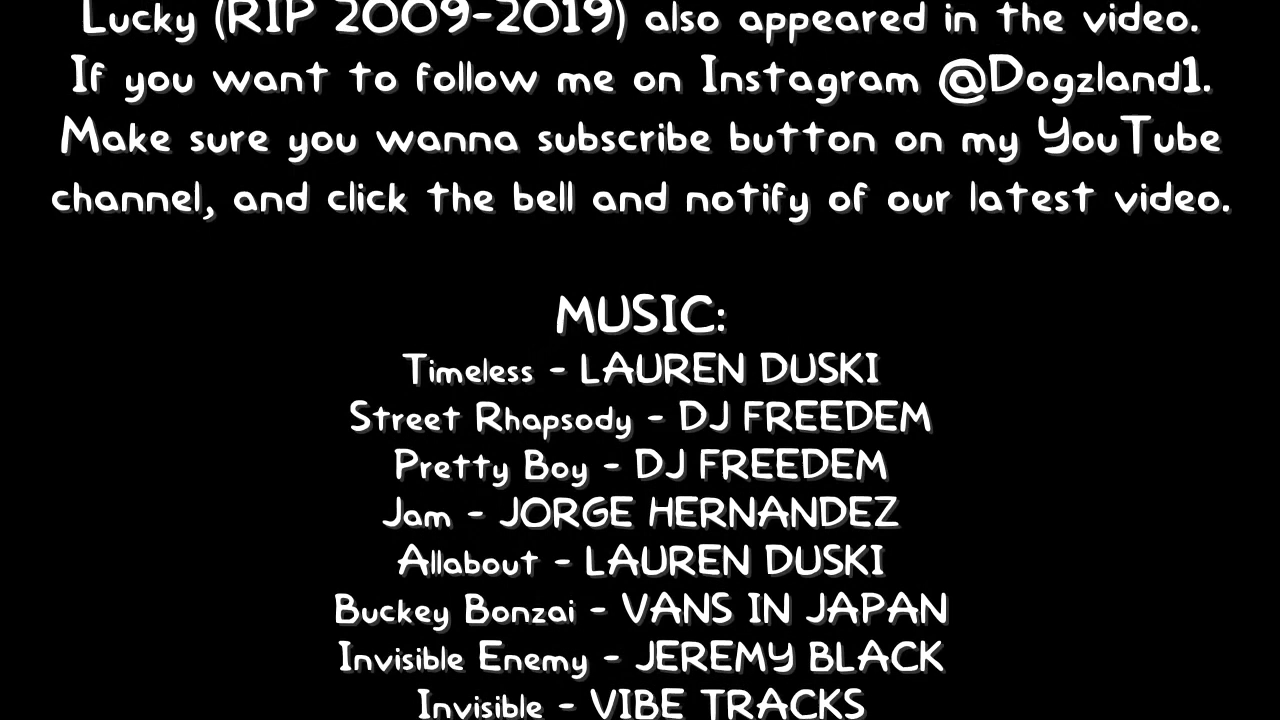 Lucky (RIP 2009-2019) also appeared in the video.
If you want to follow me on Instagram @Dogzland1.
Make sure you wanna subscribe button on my YouTube
channel, and click the bell and notify of our latest video.
MUSIC:
Timeless - LAUREN DUSKI
Street Rhapsody - DJ FREEDEM
Pretty Boy - DJ FREEDEM
Jam - JORGE HERNANDEZ
Allabout - LAUREN DUSKI
Buckey Bonzai - VANS IN JAPAN
Invisible Enemy - JEREMY BLACK
Invisible - VIBE TRACKS